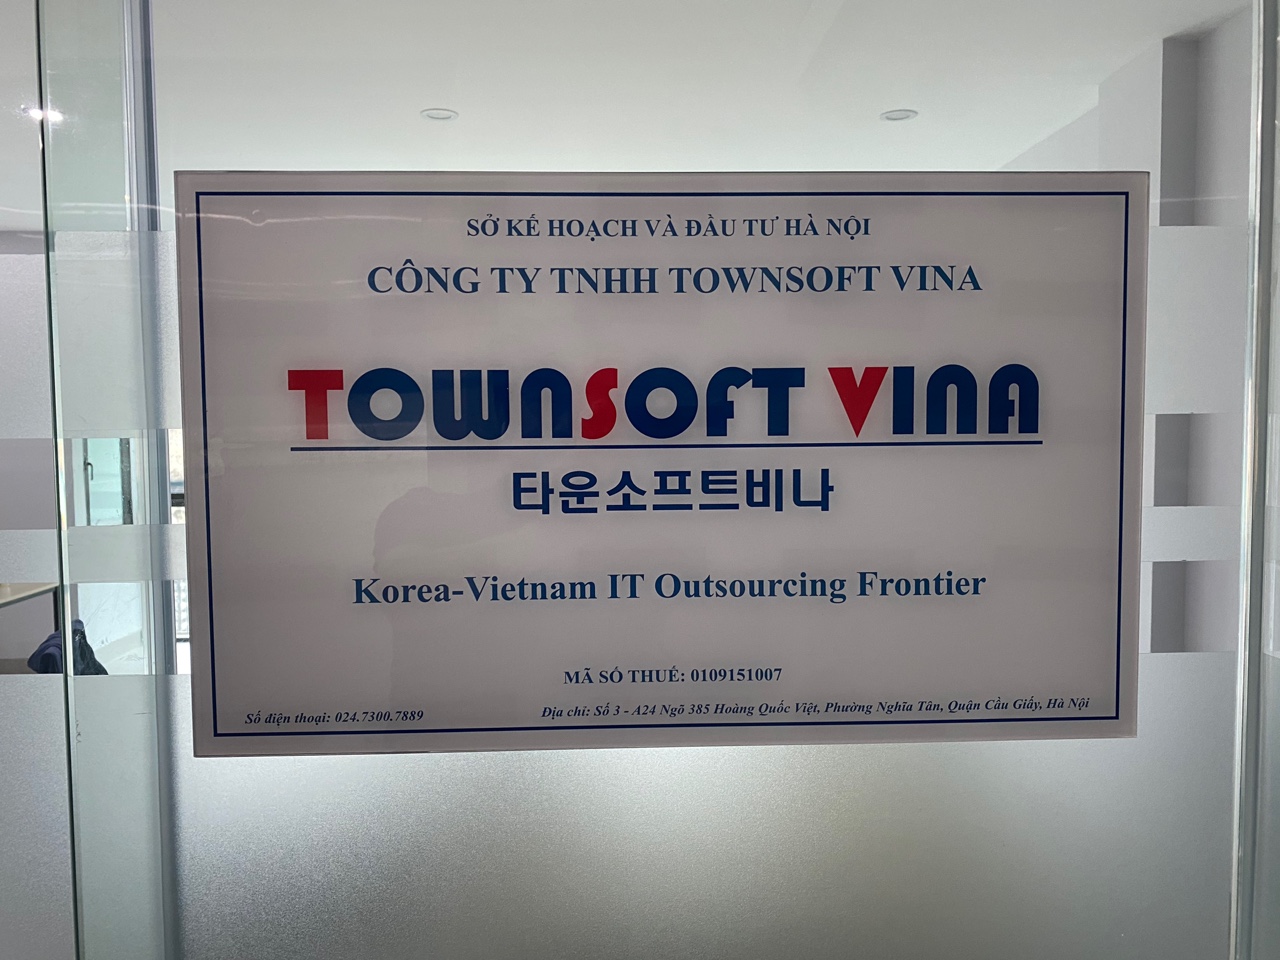 SỞ KẾ HOẠCH VÀ ĐẦU TƯ HÀ NỘI
CÔNG TY TNHH TOWNSOFT VINA
TOWNSOFT VINA
타운소프트비나
Korea-Vietnam IT Outsourcing Frontier
MÃ SỐ THUẾ: 0109151007
Số điện thoại: 024.7300.7889
Địa chỉ: Số 3 - A24 Ngõ 385 Hoàng Quốc Việt, Phường Nghĩa Tân, Quận Cầu Giấy, Hà Nội